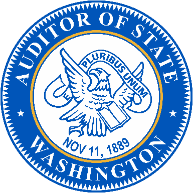 AUDITOR OF STATE
PLURIBUS UNUM
NOV 11, 1889
WASHINGTON